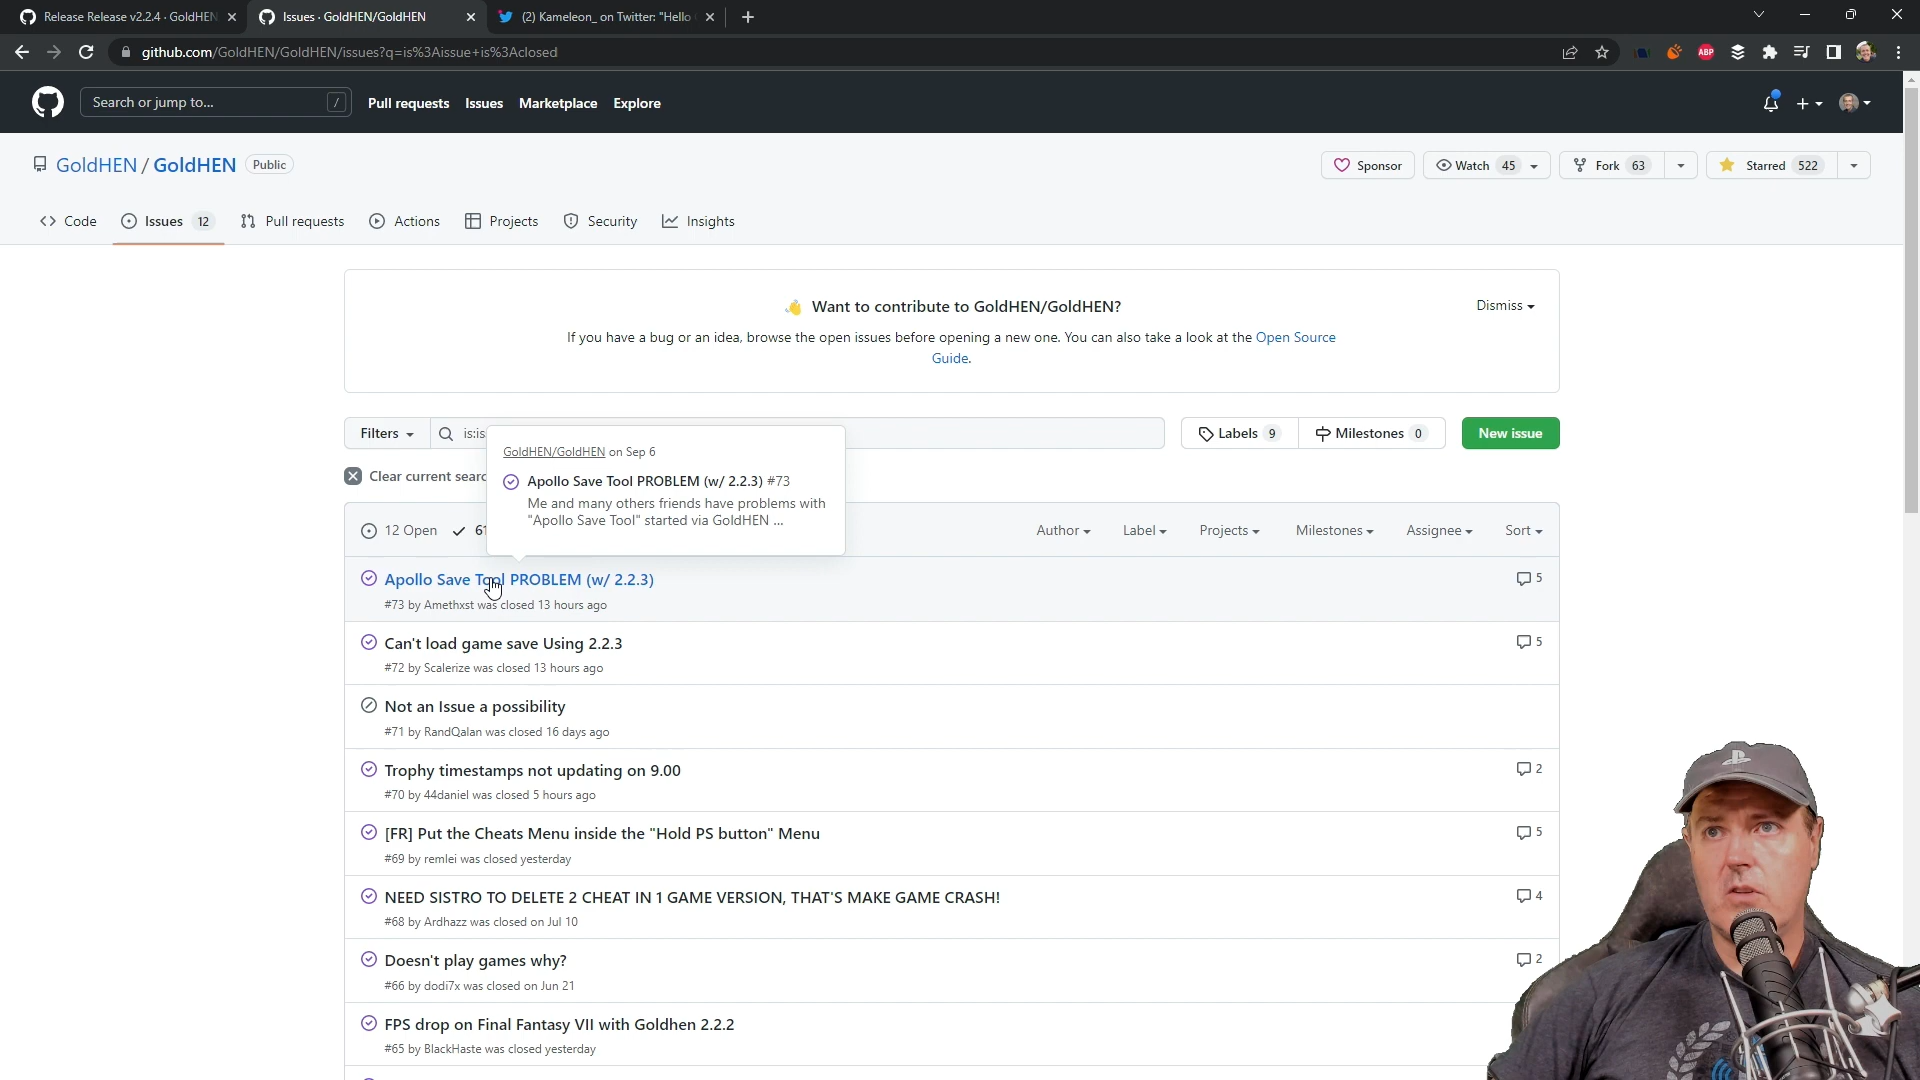 Release Release v2.2.4 · GoldHEN
Issues · GoldHEN/GoldHEN
(2) Kameleon_ on Twitter: "Hello
github.com/GoldHEN/GoldHEN/issues?q=is%3Aissue+is%3Aclosed
ABP
Search or jump to... /
Pull requests Issues Marketplace Explore
GoldHEN / GoldHEN Public
Sponsor Watch 45 Fork 63 Starred 522
Code Issues 12 Pull requests Actions Projects Security Insights
Want to contribute to GoldHEN/GoldHEN?
Dismiss
If you have a bug or an idea, browse the open issues before opening a new one. You can also take a look at the Open Source
Guide.
Filters is:is
Labels 9 Milestones 0 New issue
GoldHEN/GoldHEN on Sep 6
Apollo Save Tool PROBLEM (w/ 2.2.3) #73
Me and many others friends have problems with
"Apollo Save Tool" started via GoldHEN ...
Clear current searc
12 Open 61
Author Label Projects Milestones Assignee Sort
Apollo Save Tool PROBLEM (w/ 2.2.3) 5
#73 by Amethxst was closed 13 hours ago
Can't load game save Using 2.2.3 5
#72 by Scalerize was closed 13 hours ago
Not an Issue a possibility
#71 by RandQalan was closed 16 days ago
Trophy timestamps not updating on 9.00 2
#70 by 44daniel was closed 5 hours ago
[FR] Put the Cheats Menu inside the "Hold PS button" Menu 5
#69 by remlei was closed yesterday
NEED SISTRO TO DELETE 2 CHEAT IN 1 GAME VERSION, THAT'S MAKE GAME CRASH! 4
#68 by Ardhazz was closed on Jul 10
Doesn't play games why? 2
#66 by dodi7x was closed on Jun 21
FPS drop on Final Fantasy VII with Goldhen 2.2.2
#65 by BlackHaste was closed yesterday